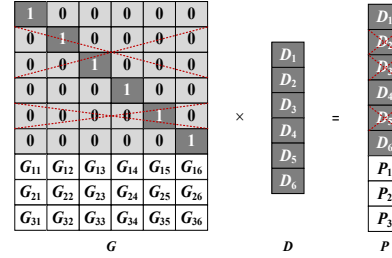 1 0 0 0 0 0 D1
0 1 0 0 0 0 D2
0 0 1 0 0 0 D1 D3
0 0 0 1 0 0 D2 D4
0 0 0 0 1 0 D3 × = D5
0 0 0 0 0 1 D4 D6
G11 G12 G13 G14 G15 G16 D5 P1
G21 G22 G23 G24 G25 G26 D6 P2
G31 G32 G33 G34 G35 G36 P3
G D P